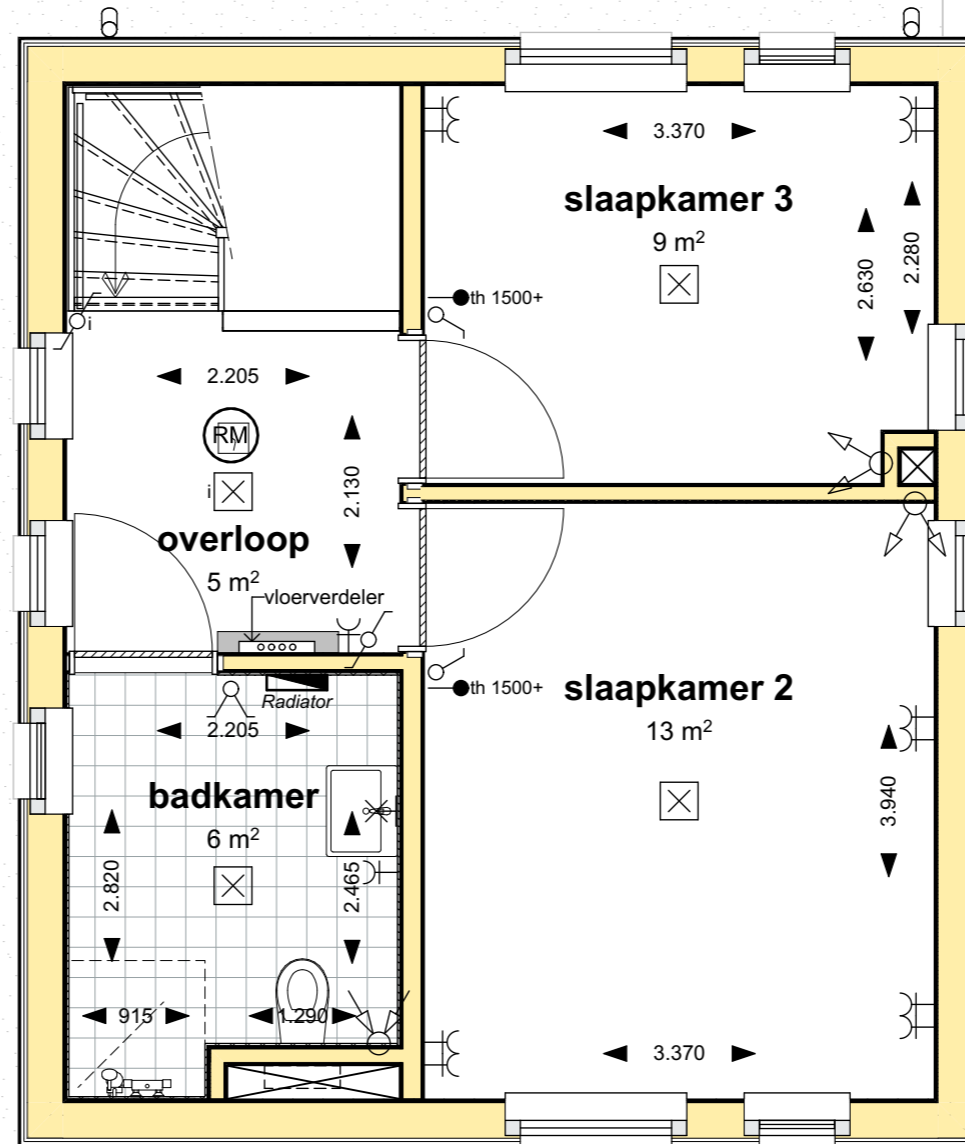 3.370
slaapkamer 3
9 m²
2.280
2.630
th 1500+
i
2.205
RM
i
2.130
overloop
5 m²
vloerverdeler
th 1500+
slaapkamer 2
13 m²
Radiator
2.205
badkamer
6 m²
3.940
2.820
2.465
915
1.290
3.370